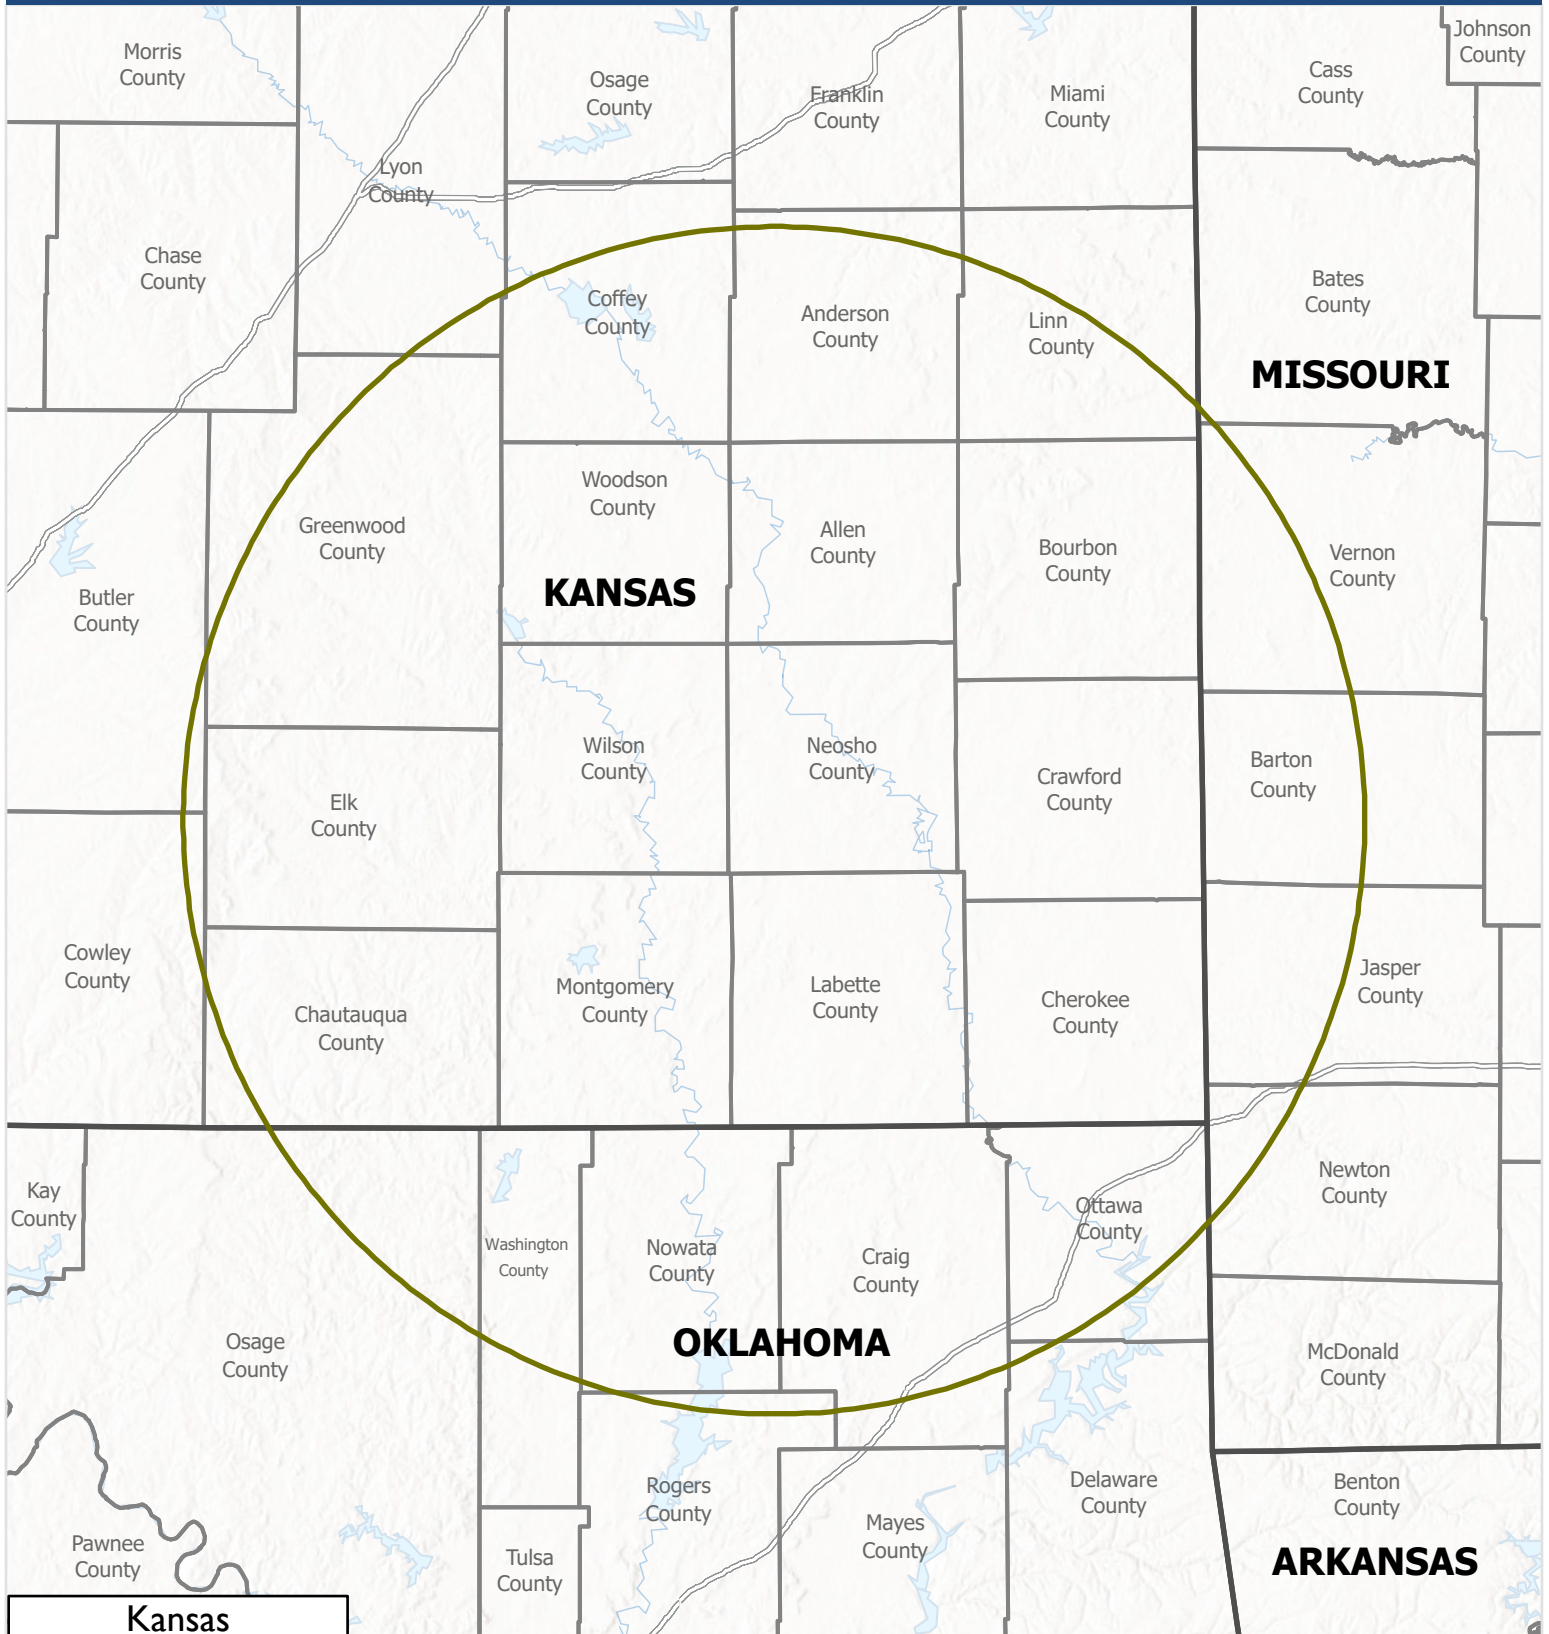 Morris
County
Osage
County
Franklin
County
Miami
County
Cass
County
Johnson
County
Lyon
County
Chase
County
Coffey
County
Anderson
County
Linn
County
Bates
County
MISSOURI
Greenwood
County
Woodson
County
Allen
County
Bourbon
County
Vernon
County
KANSAS
Butler
County
Wilson
County
Neosho
County
Crawford
County
Barton
County
Elk
County
Cowley
County
Chautauqua
County
Montgomery
County
Labette
County
Cherokee
County
Jasper
County
Kay
County
Washington
County
Nowata
County
Craig
County
Ottawa
County
Newton
County
Osage
County
OKLAHOMA
McDonald
County
Rogers
County
Mayes
County
Delaware
County
Benton
County
Pawnee
County
Tulsa
County
ARKANSAS
Kansas